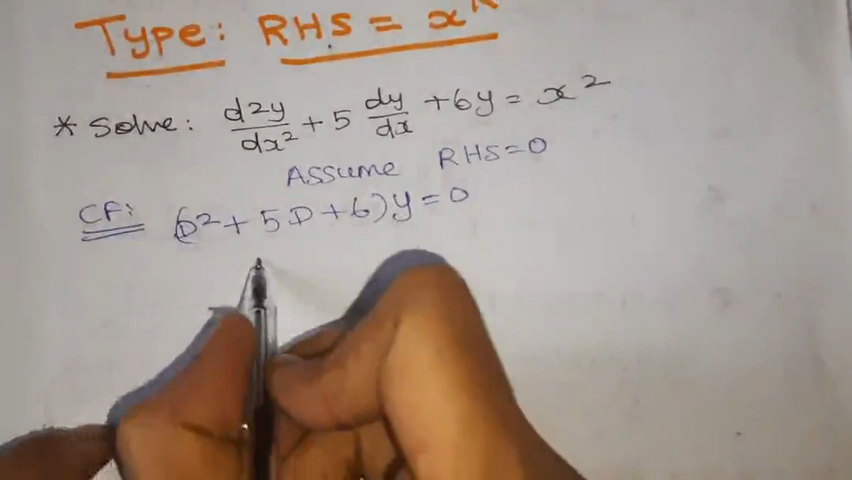 Type: RHS = x^k
* Solve: d2y/dx² + 5 dy/dx + 6y = x²
Assume RHS=0
CF: (D² + 5D + 6)y = 0